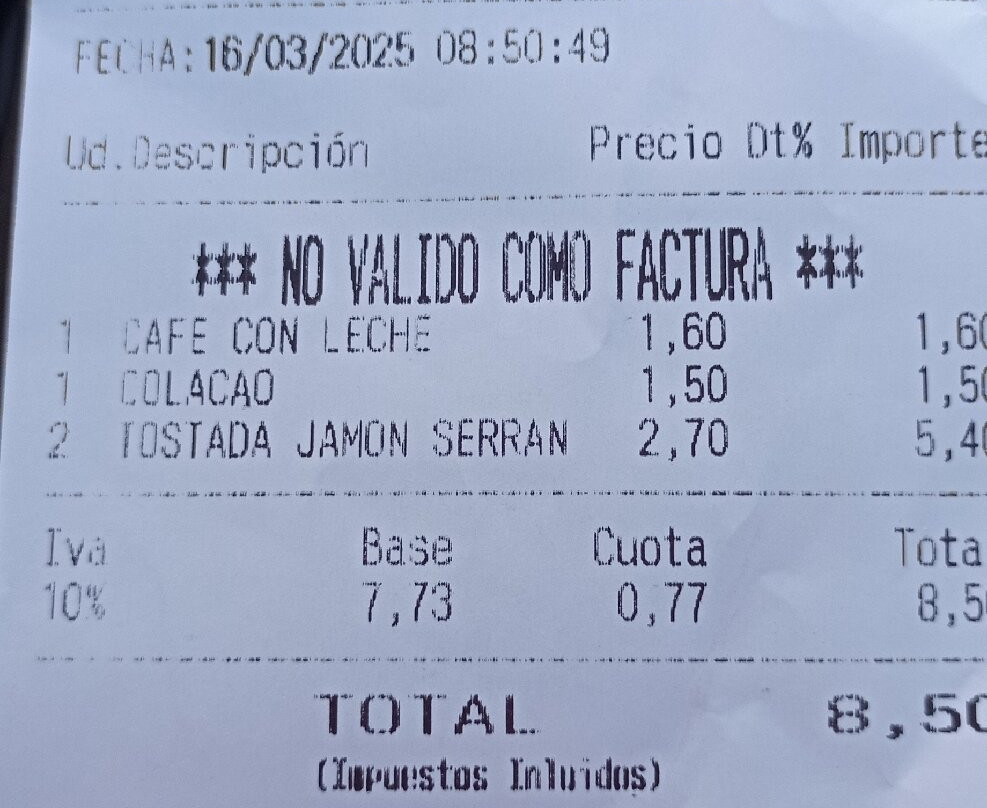 FECHA:16/03/2025 08:50:49
Ud.Descripción Precio Dt% Importe
*** NO VALIDO COMO FACTURA ***
1 CAFE CON LECHE 1,60 1,60
1 COLACAO 1,50 1,50
2 TOSTADA JAMON SERRAN 2,70 5,40
Iva Base Cuota Tota
10% 7,73 0,77 8,50
TOTAL 8,50
(Impuestos Inluidos)